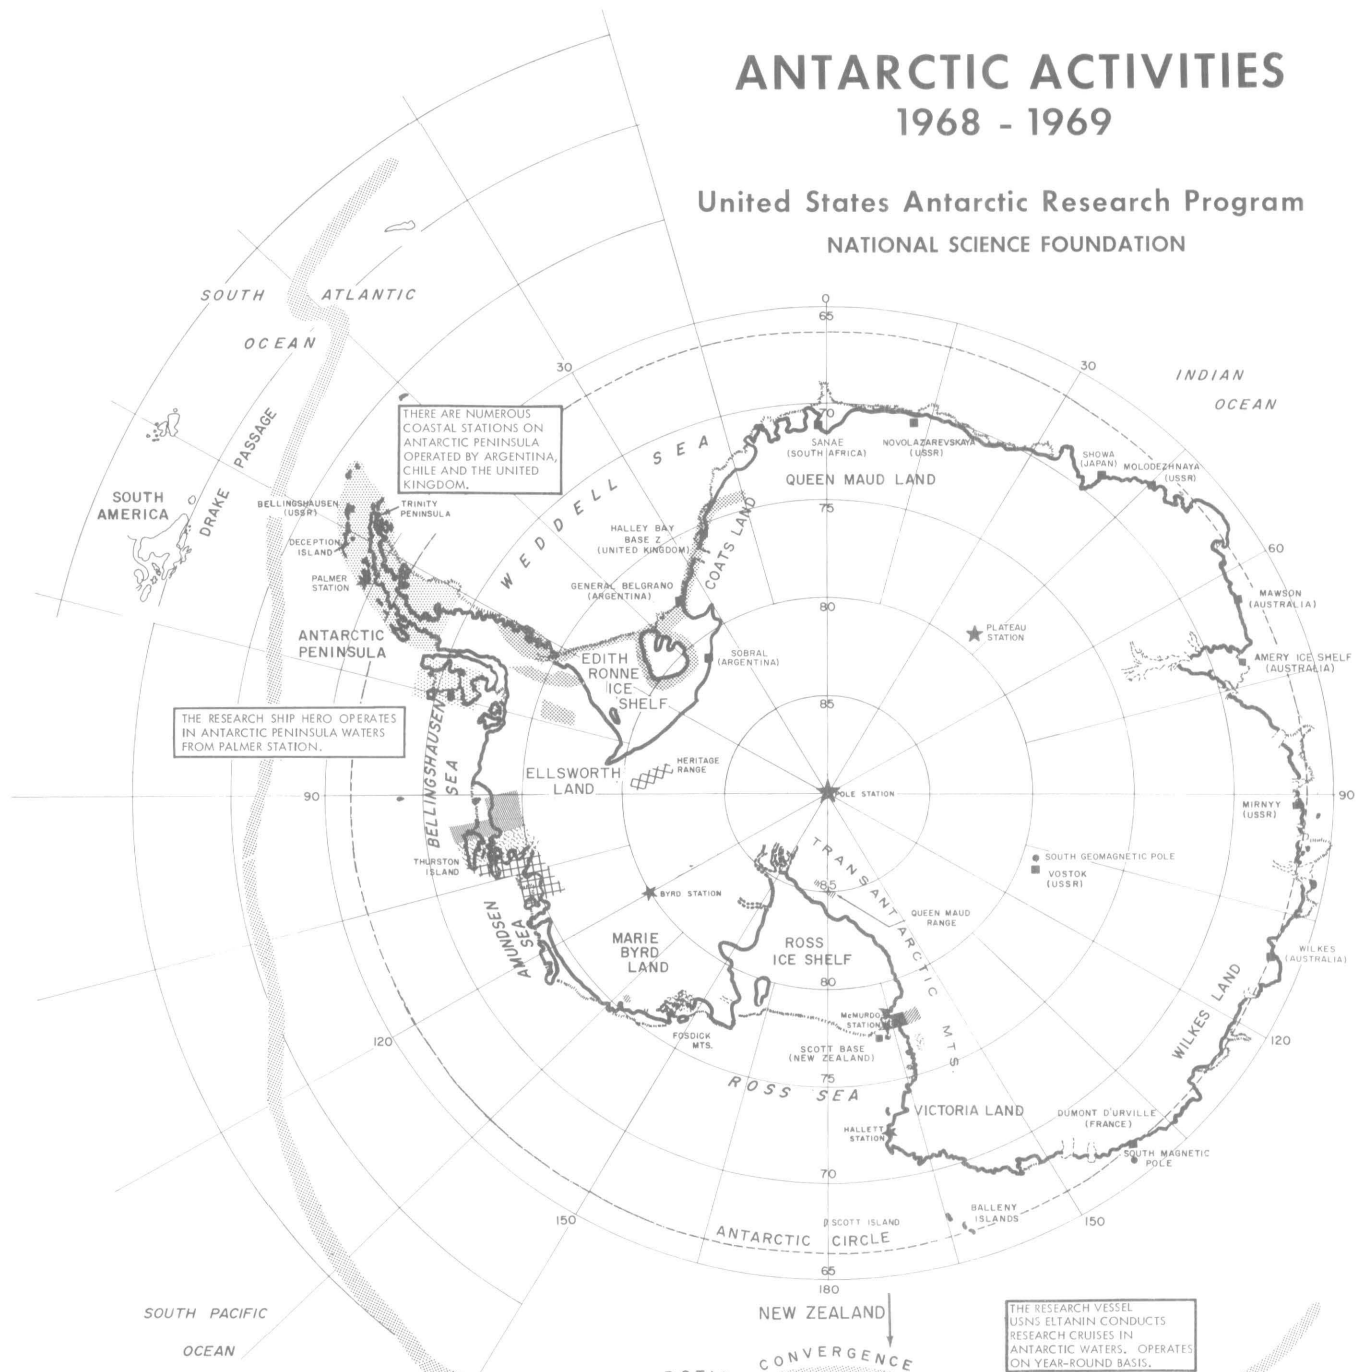 ANTARCTIC ACTIVITIES
1968 - 1969
United States Antarctic Research Program
NATIONAL SCIENCE FOUNDATION
SOUTH ATLANTIC
OCEAN
DRAKE PASSAGE
SOUTH
AMERICA
30
0
65
30
INDIAN
OCEAN
THERE ARE NUMEROUS
COASTAL STATIONS ON
ANTARCTIC PENINSULA
OPERATED BY ARGENTINA,
CHILE AND THE UNITED
KINGDOM.
WEDDELL SEA
70
SANAE
(SOUTH AFRICA)
NOVOLAZAREVSKAYA
(USSR)
SHOWA
(JAPAN)
MOLODEZHNAYA
(USSR)
QUEEN MAUD LAND
75
BELLINGSHAUSEN
(USSR)
TRINITY
PENINSULA
DECEPTION
ISLAND
PALMER
STATION
HALLEY BAY
BASE Z
(UNITED KINGDOM)
COATS LAND
GENERAL BELGRANO
(ARGENTINA)
60
MAWSON
(AUSTRALIA)
80
PLATEAU
STATION
AMERY ICE SHELF
(AUSTRALIA)
ANTARCTIC
PENINSULA
EDITH
RONNE
ICE
SHELF
SOBRAL
(ARGENTINA)
85
THE RESEARCH SHIP HERO OPERATES
IN ANTARCTIC PENINSULA WATERS
FROM PALMER STATION.
BELLINGSHAUSEN
SEA
ELLSWORTH
LAND
HERITAGE
RANGE
90
POLE STATION
MIRNYY
(USSR)
90
THURSTON
ISLAND
BYRD STATION
TRANSANTARCTIC MTS.
85
SOUTH GEOMAGNETIC POLE
VOSTOK
(USSR)
QUEEN MAUD
RANGE
AMUNDSEN
SEA
MARIE
BYRD
LAND
ROSS
ICE SHELF
80
WILKES
(AUSTRALIA)
WILKES LAND
120
FOSDICK
MTS.
McMURDO
STATION
SCOTT BASE
(NEW ZEALAND)
120
75
ROSS SEA
VICTORIA LAND
DUMONT D'URVILLE
(FRANCE)
HALLETT
STATION
SOUTH MAGNETIC
POLE
70
150
SCOTT ISLAND
BALLENY
ISLANDS
150
ANTARCTIC CIRCLE
65
180
SOUTH PACIFIC
OCEAN
NEW ZEALAND
CONVERGENCE
THE RESEARCH VESSEL
USNS ELTANIN CONDUCTS
RESEARCH CRUISES IN
ANTARCTIC WATERS. OPERATES
ON YEAR-ROUND BASIS.